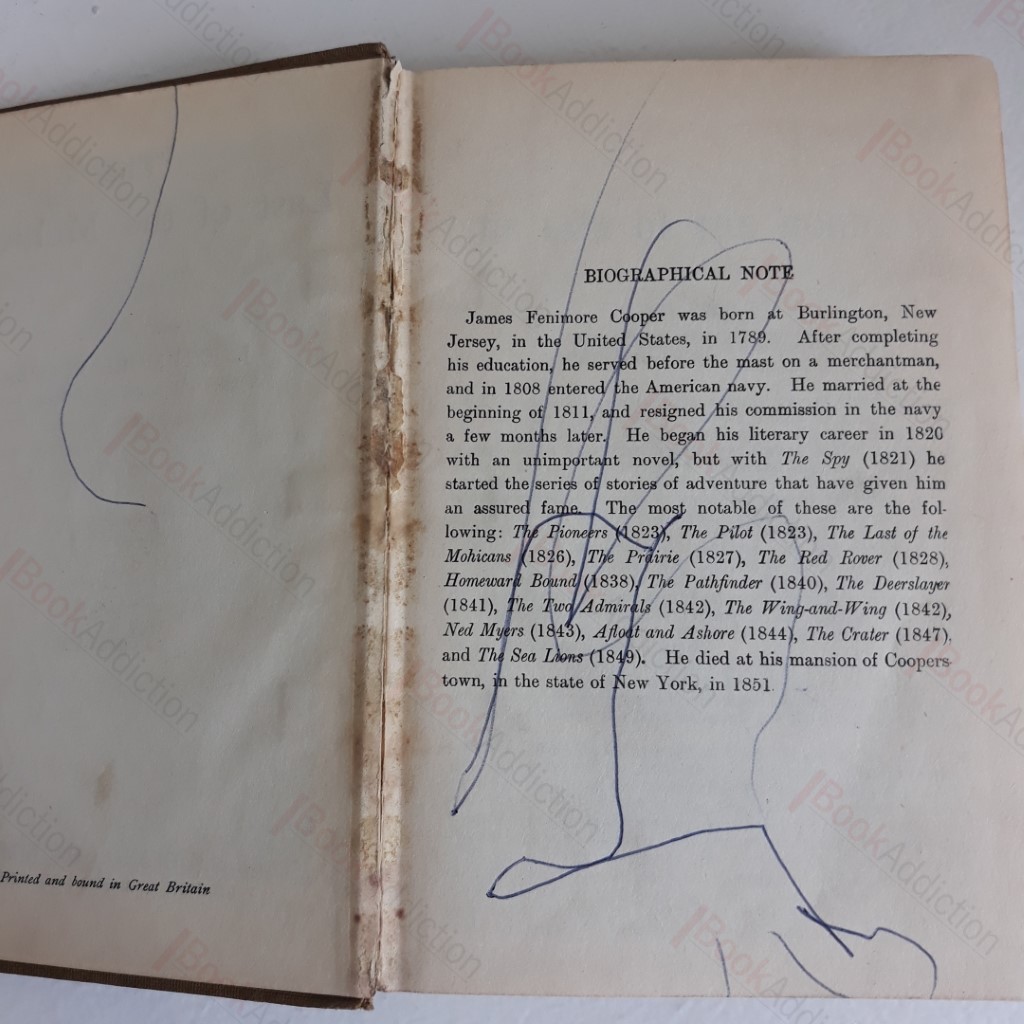 Printed and bound in Great Britain
BIOGRAPHICAL NOTE
James Fenimore Cooper was born at Burlington, New
Jersey, in the United States, in 1789. After completing
his education, he served before the mast on a merchantman,
and in 1808 entered the American navy. He married at the
beginning of 1811, and resigned his commission in the navy
a few months later. He began his literary career in 1820
with an unimportant novel, but with The Spy (1821) he
started the series of stories of adventure that have given him
an assured fame. The most notable of these are the fol-
lowing: The Pioneers (1823), The Pilot (1823), The Last of the
Mohicans (1826), The Prairie (1827), The Red Rover (1828),
Homeward Bound (1838), The Pathfinder (1840), The Deerslayer
(1841), The Two Admirals (1842), The Wing-and-Wing (1842),
Ned Myers (1843), Afloat and Ashore (1844), The Crater (1847),
and The Sea Lions (1849). He died at his mansion of Coopers-
town, in the state of New York, in 1851.
BookAddiction